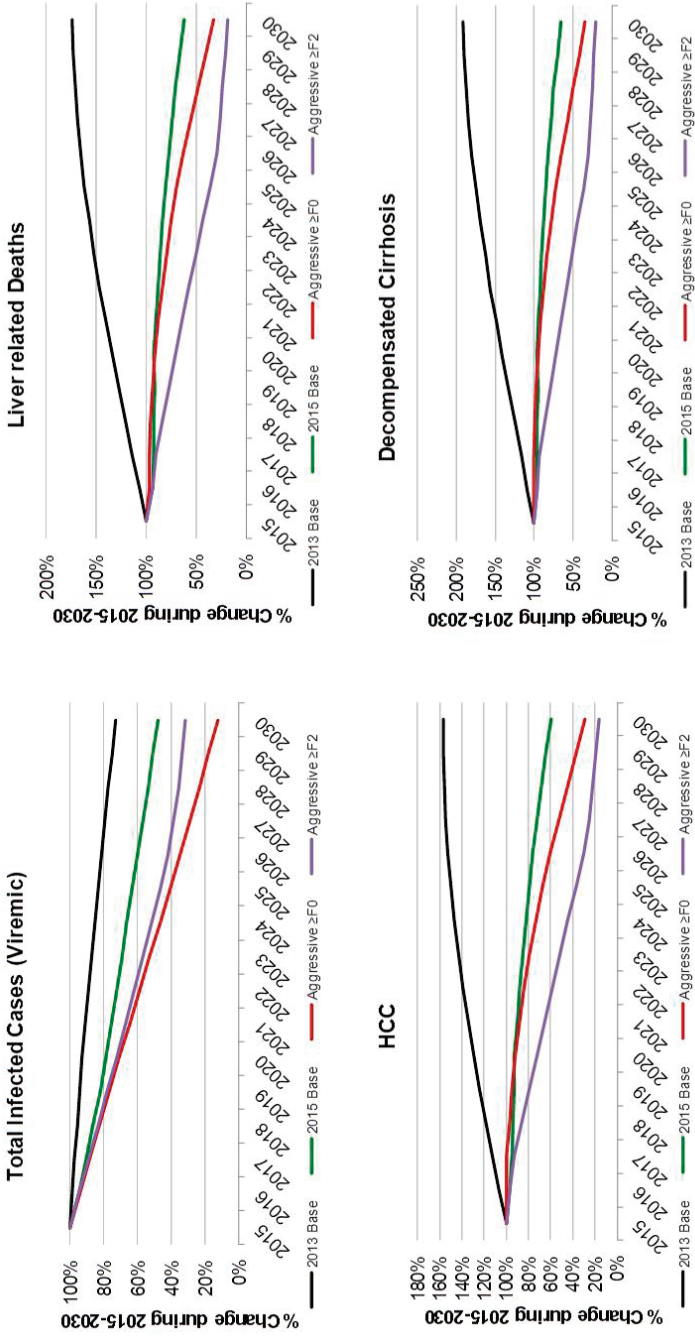 Total Infected Cases (Viremic)
% Change during 2015-2030
100%
80%
60%
40%
20%
0%
2015 2016 2017 2018 2019 2020 2021 2022 2023 2024 2025 2026 2027 2028 2029 2030
2013 Base 2015 Base Aggressive ≥F0 Aggressive ≥F2
Liver related Deaths
% Change during 2015-2030
200%
150%
100%
50%
0%
2015 2016 2017 2018 2019 2020 2021 2022 2023 2024 2025 2026 2027 2028 2029 2030
2013 Base 2015 Base Aggressive ≥F0 Aggressive ≥F2
HCC
% Change during 2015-2030
180%
160%
140%
120%
100%
80%
60%
40%
20%
0%
2015 2016 2017 2018 2019 2020 2021 2022 2023 2024 2025 2026 2027 2028 2029 2030
2013 Base 2015 Base Aggressive ≥F0 Aggressive ≥F2
Decompensated Cirrhosis
% Change during 2015-2030
250%
200%
150%
100%
50%
0%
2015 2016 2017 2018 2019 2020 2021 2022 2023 2024 2025 2026 2027 2028 2029 2030
2013 Base 2015 Base Aggressive ≥F0 Aggressive ≥F2